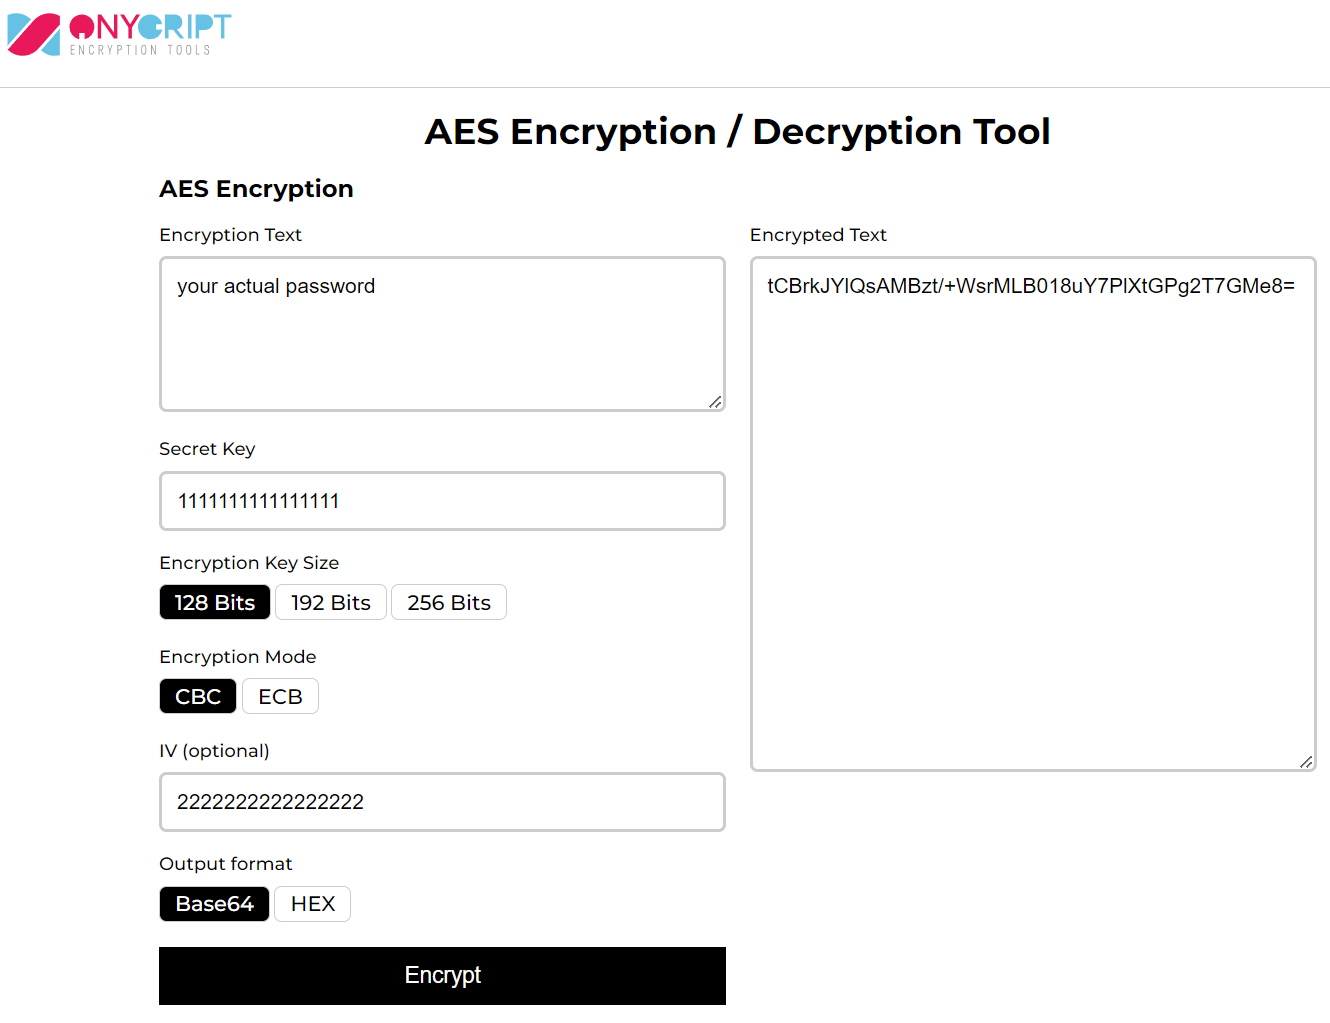 ANYCRIPT
ENCRYPTION TOOLS
AES Encryption / Decryption Tool
AES Encryption
Encryption Text
your actual password
Secret Key
1111111111111111
Encryption Key Size
128 Bits 192 Bits 256 Bits
Encryption Mode
CBC ECB
IV (optional)
2222222222222222
Output format
Base64 HEX
Encrypt
Encrypted Text
tCBrkJYlQsAMBzt/+WsrMLB018uY7PlXtGPg2T7GMe8=